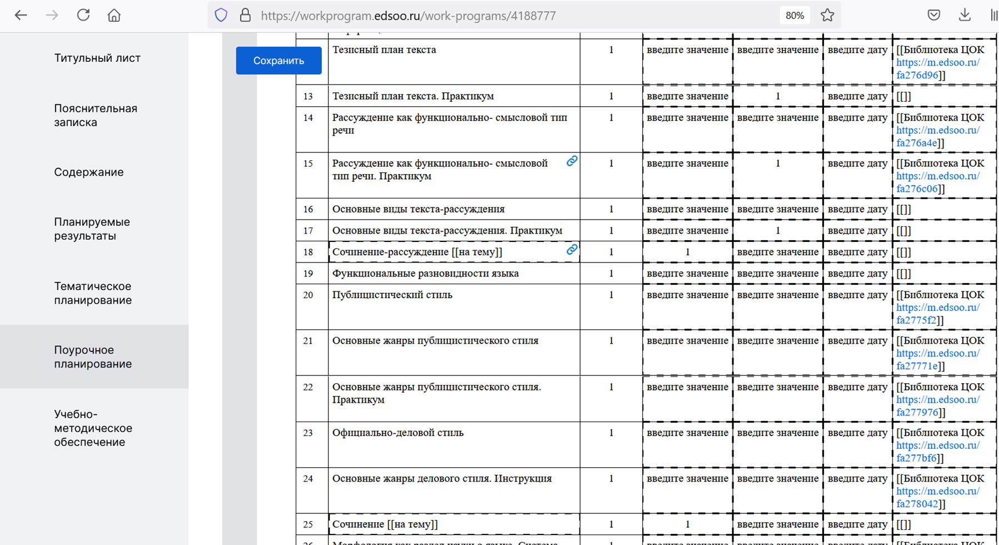 https://workprogram.edsoo.ru/work-programs/4188777 80%
Титульный лист
Пояснительная
записка
Содержание
Планируемые
результаты
Тематическое
планирование
Поурочное
планирование
Учебно-
методическое
обеспечение
Сохранить
Тезисный план текста 1 введите значение введите значение введите дату [[Библиотека ЦОК
https://m.edsoo.ru/
fa276d96]]
13 Тезисный план текста. Практикум 1 введите значение 1 введите дату [[]]
14 Рассуждение как функционально- смысловой тип 1 введите значение введите значение введите дату [[Библиотека ЦОК
речи https://m.edsoo.ru/
fa276a4e]]
15 Рассуждение как функционально- смысловой 1 введите значение 1 введите дату [[Библиотека ЦОК
тип речи. Практикум https://m.edsoo.ru/
fa276c06]]
16 Основные виды текста-рассуждения 1 введите значение введите значение введите дату [[]]
17 Основные виды текста-рассуждения. Практикум 1 введите значение 1 введите дату [[]]
18 Сочинение-рассуждение [[на тему]] 1 1 введите значение введите дату [[]]
19 Функциональные разновидности языка 1 введите значение введите значение введите дату [[]]
20 Публицистический стиль 1 введите значение введите значение введите дату [[Библиотека ЦОК
https://m.edsoo.ru/
fa2775f2]]
21 Основные жанры публицистического стиля 1 введите значение введите значение введите дату [[Библиотека ЦОК
https://m.edsoo.ru/
fa27771e]]
22 Основные жанры публицистического стиля. 1 введите значение введите значение введите дату [[Библиотека ЦОК
Практикум https://m.edsoo.ru/
fa277976]]
23 Официально-деловой стиль 1 введите значение введите значение введите дату [[Библиотека ЦОК
https://m.edsoo.ru/
fa277bf6]]
24 Основные жанры делового стиля. Инструкция 1 введите значение введите значение введите дату [[Библиотека ЦОК
https://m.edsoo.ru/
fa278042]]
25 Сочинение [[на тему]] 1 1 введите значение введите дату [[]]